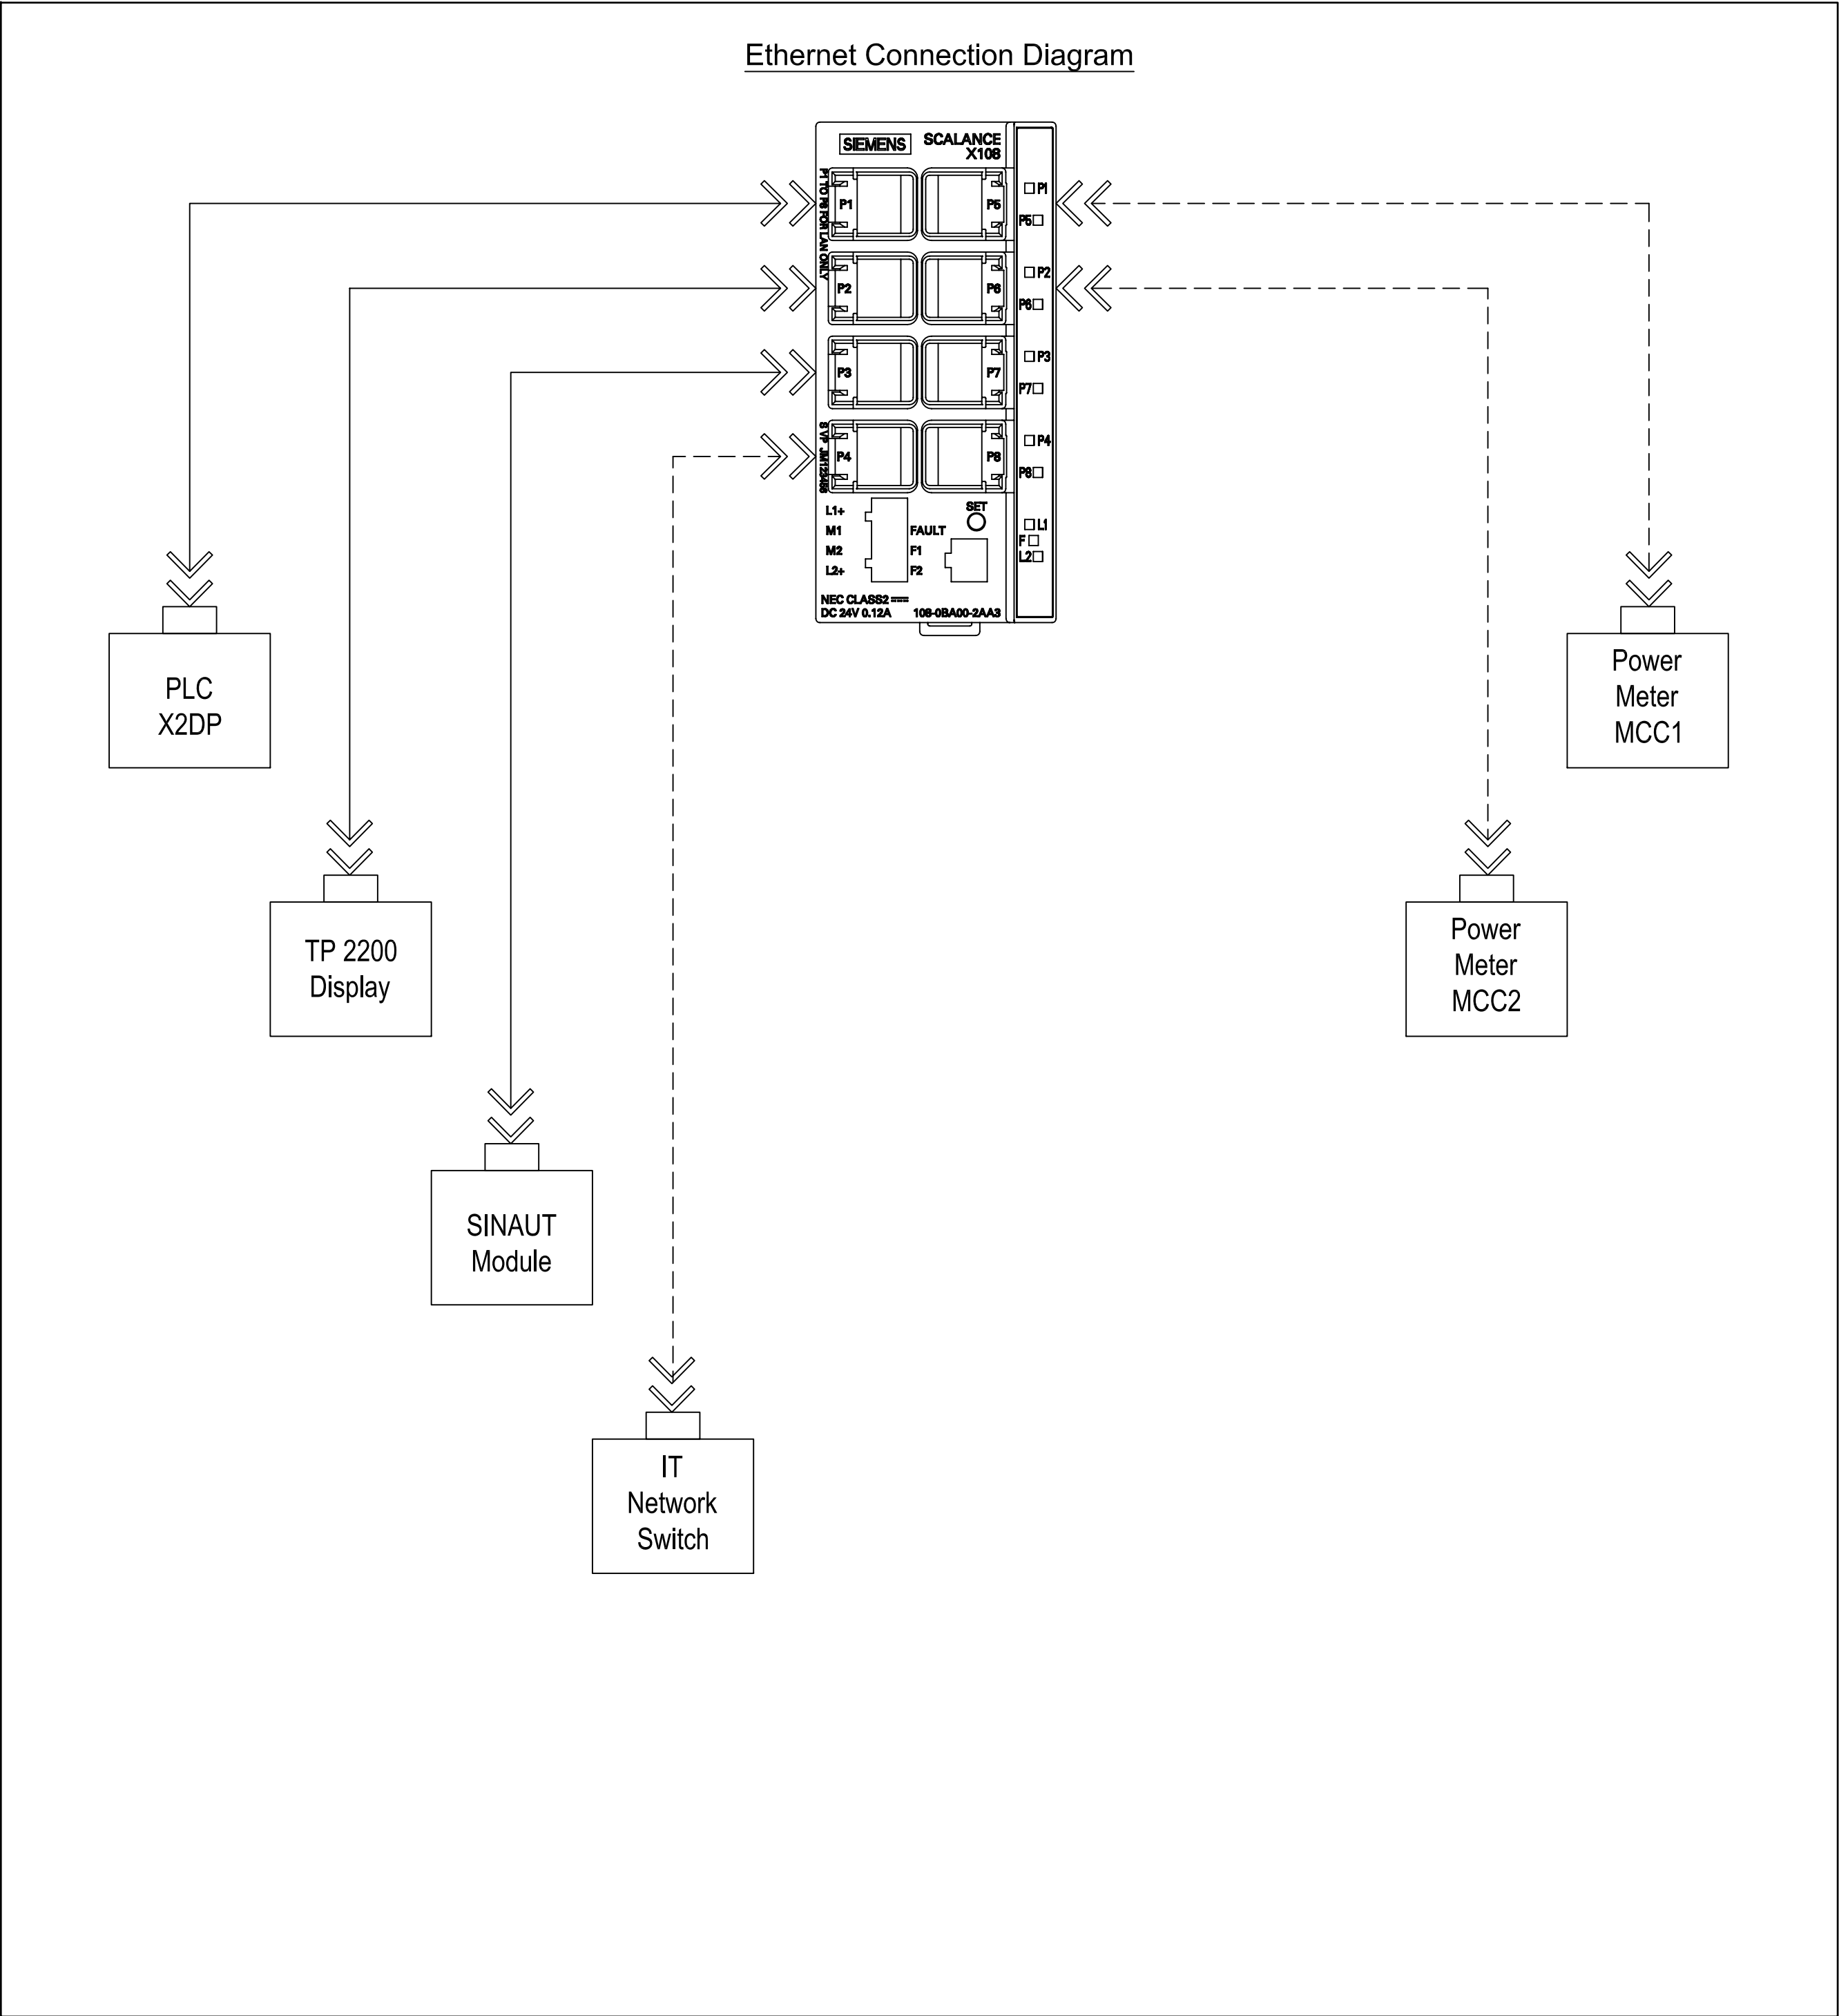 Ethernet Connection Diagram
SIEMENS
SCALANCE
X108
P1 TO P8 FOR LAN ONLY
P1
P5
P1
P5
P2
P6
P2
P6
P3
P7
P3
P7
P4
P8
P4
P8
L1+
M1
M2
L2+
FAULT
F1
F2
SET
L1
F
L2
NEC CLASS2
DC 24V 0.12A
108-0BA00-2AA3
PLC
X2DP
TP 2200
Display
SINAUT
Module
IT
Network
Switch
Power
Meter
MCC1
Power
Meter
MCC2